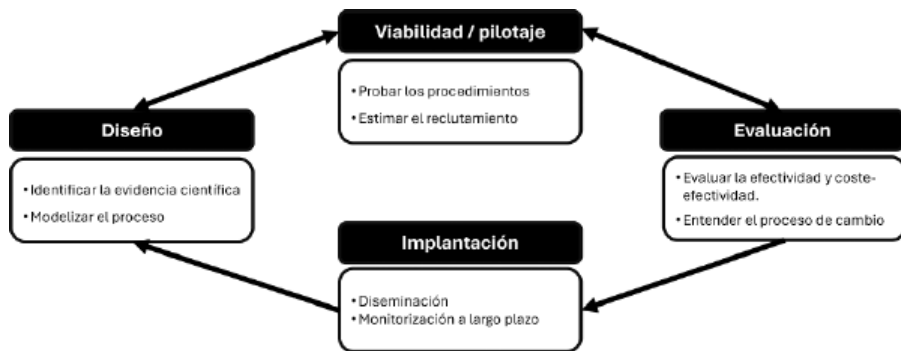 Viabilidad / pilotaje
• Probar los procedimientos
• Estimar el reclutamiento
Diseño
• Identificar la evidencia científica
• Modelizar el proceso
Evaluación
• Evaluar la efectividad y coste-
efectividad.
• Entender el proceso de cambio
Implantación
• Diseminación
• Monitorización a largo plazo